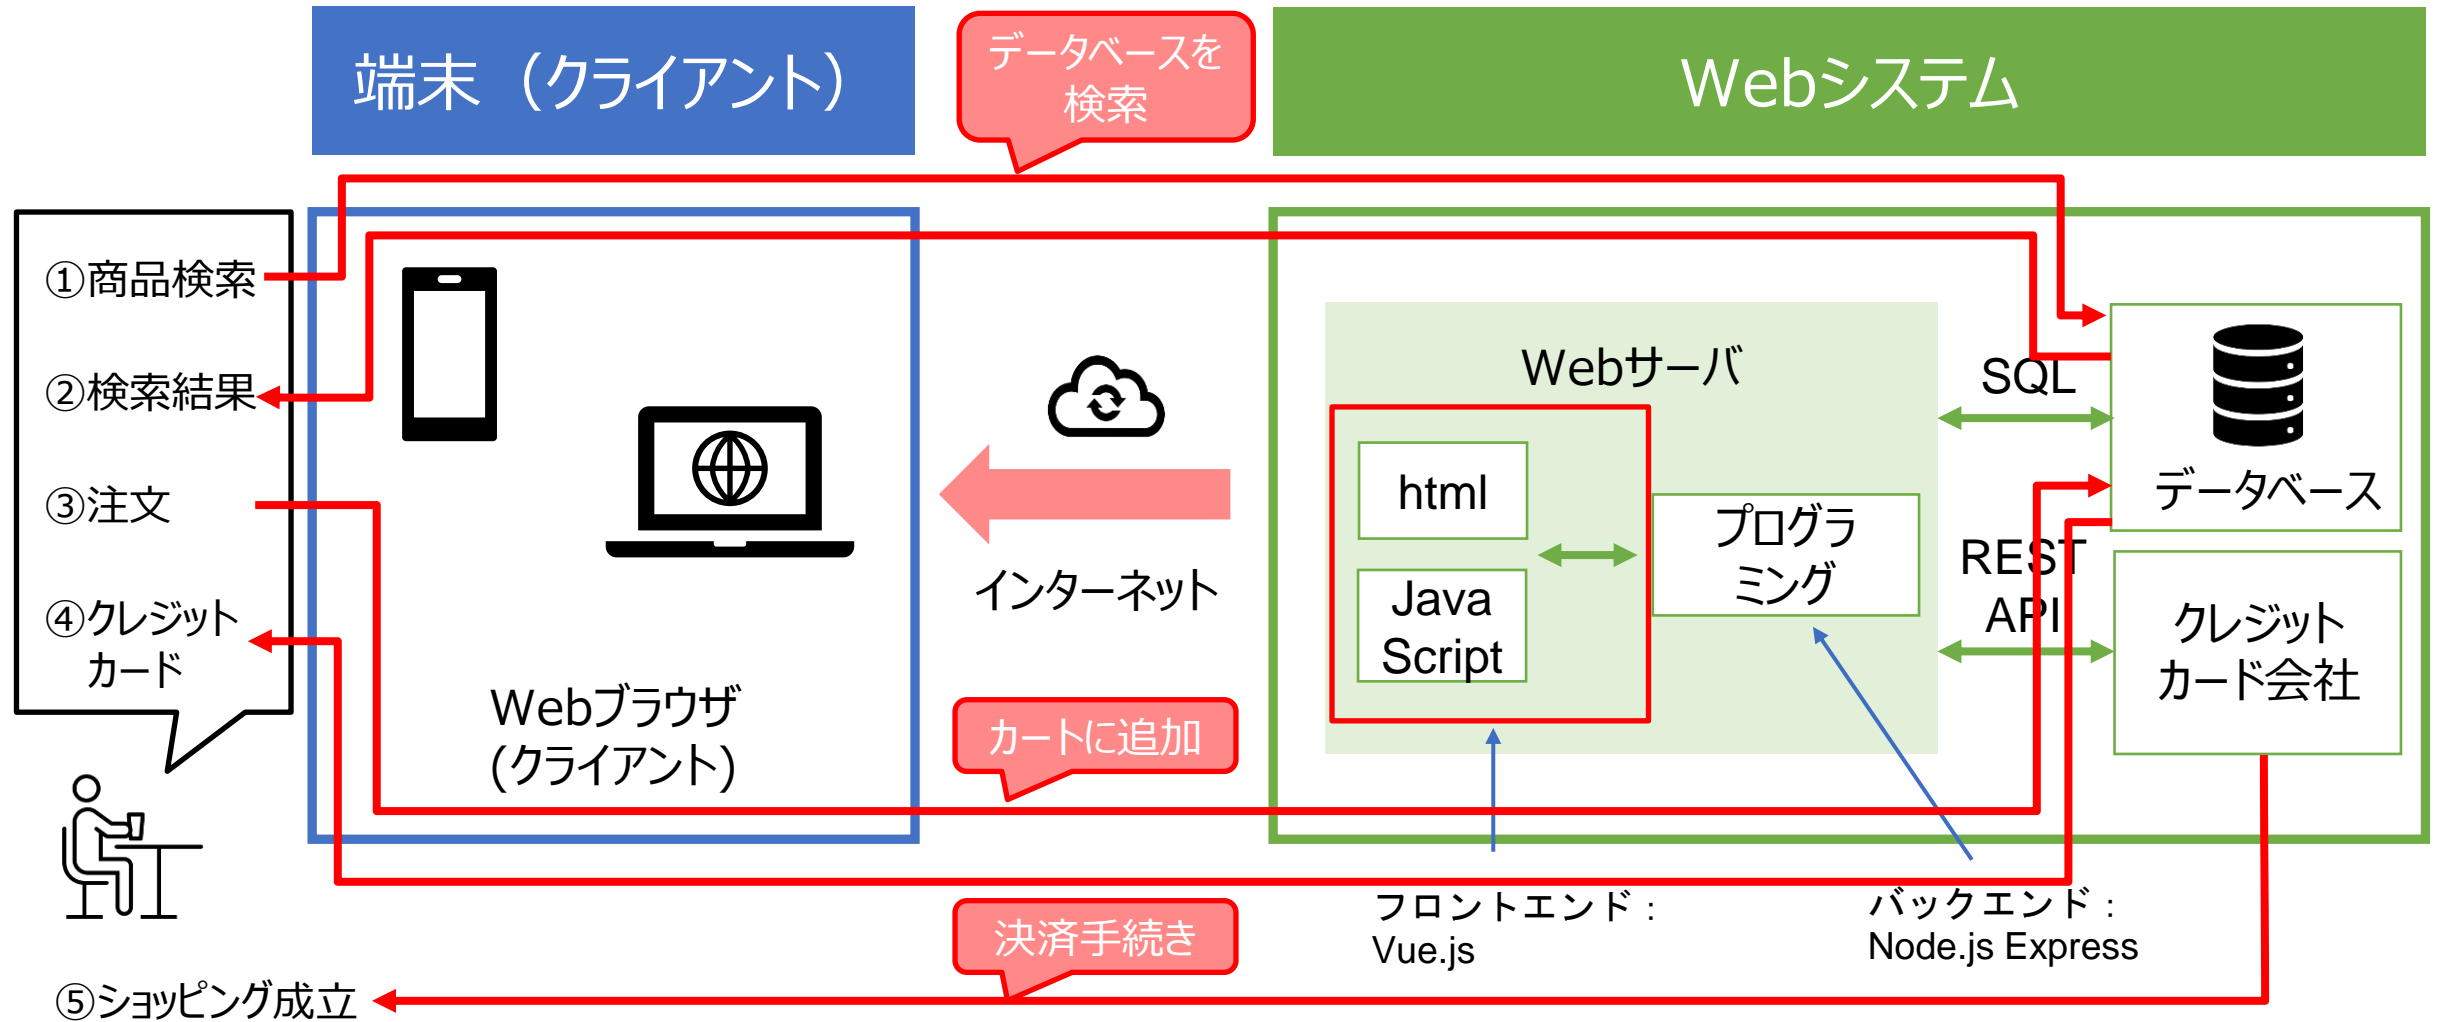 端末（クライアント）
データベースを
検索
Webシステム
①商品検索
②検索結果
③注文
④クレジット
カード
Webブラウザ
(クライアント)
インターネット
Webサーバ
html
Java
Script
プログラ
ミング
SQL
REST
API
データベース
クレジット
カード会社
カートに追加
フロントエンド：
Vue.js
バックエンド：
Node.js Express
決済手続き
⑤ショッピング成立